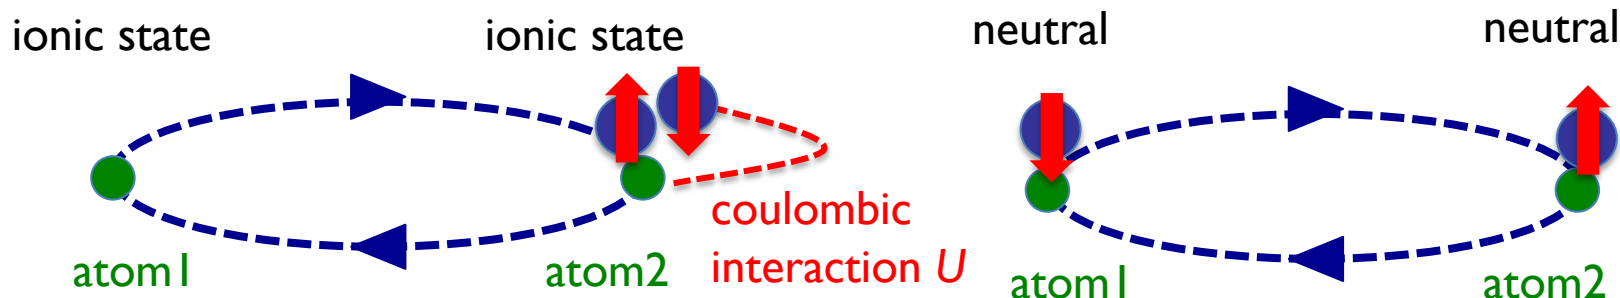 ionic state
ionic state
neutral
neutral
coulombic
interaction U
atom1
atom2
atom1
atom2